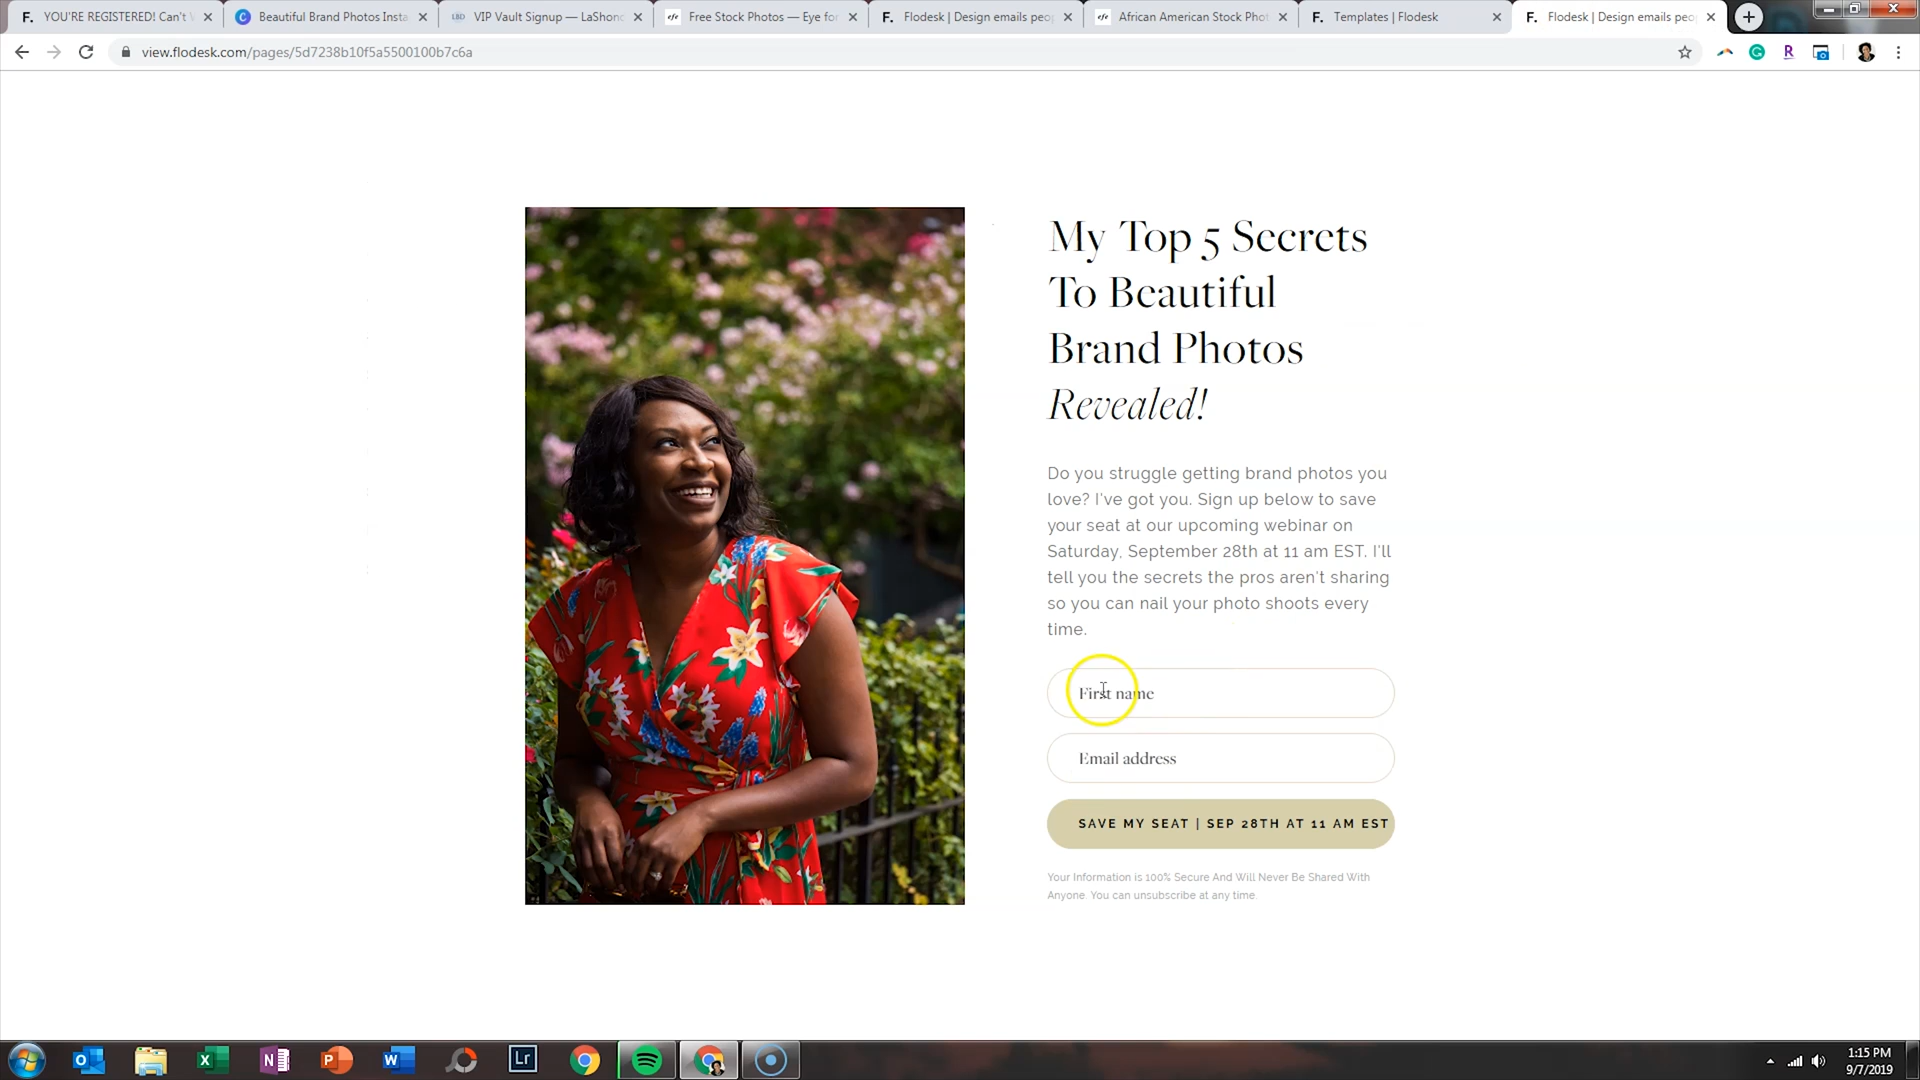 YOU'RE REGISTERED! Can't
Beautiful Brand Photos Insta
VIP Vault Signup — LaShonda
Free Stock Photos — Eye for
Flodesk | Design emails peop
African American Stock Phot
Templates | Flodesk
Flodesk | Design emails peop
view.flodesk.com/pages/5d7238b10f5a5500100b7c6a
My Top 5 Secrets
To Beautiful
Brand Photos
Revealed!
Do you struggle getting brand photos you
love? I've got you. Sign up below to save
your seat at our upcoming webinar on
Saturday, September 28th at 11 am EST. I'll
tell you the secrets the pros aren't sharing
so you can nail your photo shoots every
time.
First name
Email address
SAVE MY SEAT | SEP 28TH AT 11 AM EST
Your Information is 100% Secure And Will Never Be Shared With
Anyone. You can unsubscribe at any time.
Lr
1:15 PM
9/7/2019